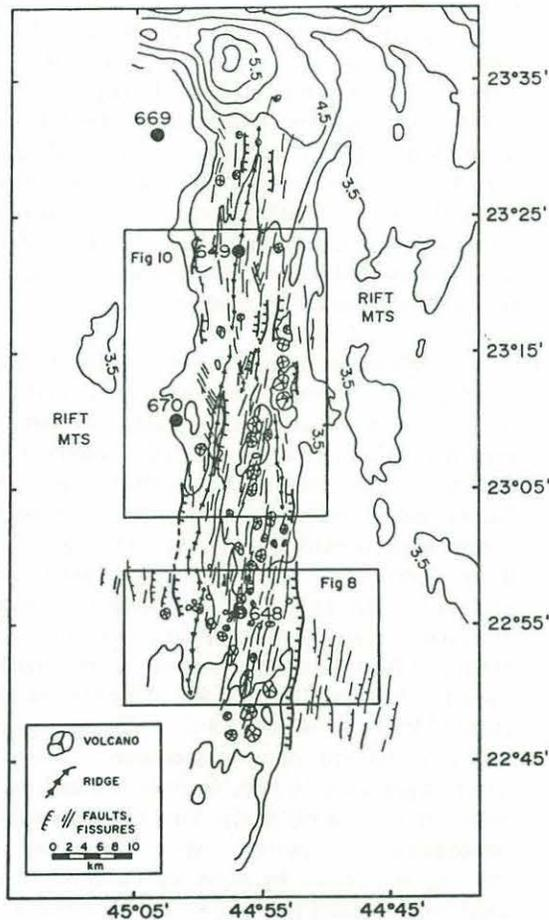 5.5
4.5
23°35'
669
3.5
23°25'
Fig 10
649
RIFT
MTS
3.5
23°15'
3.5
670
RIFT
MTS
3.5
23°05'
3.5
Fig 8
22°55'
648
VOLCANO
RIDGE
FAULTS,
FISSURES
0 2 4 6 8 10
km
22°45'
45°05'
44°55'
44°45'